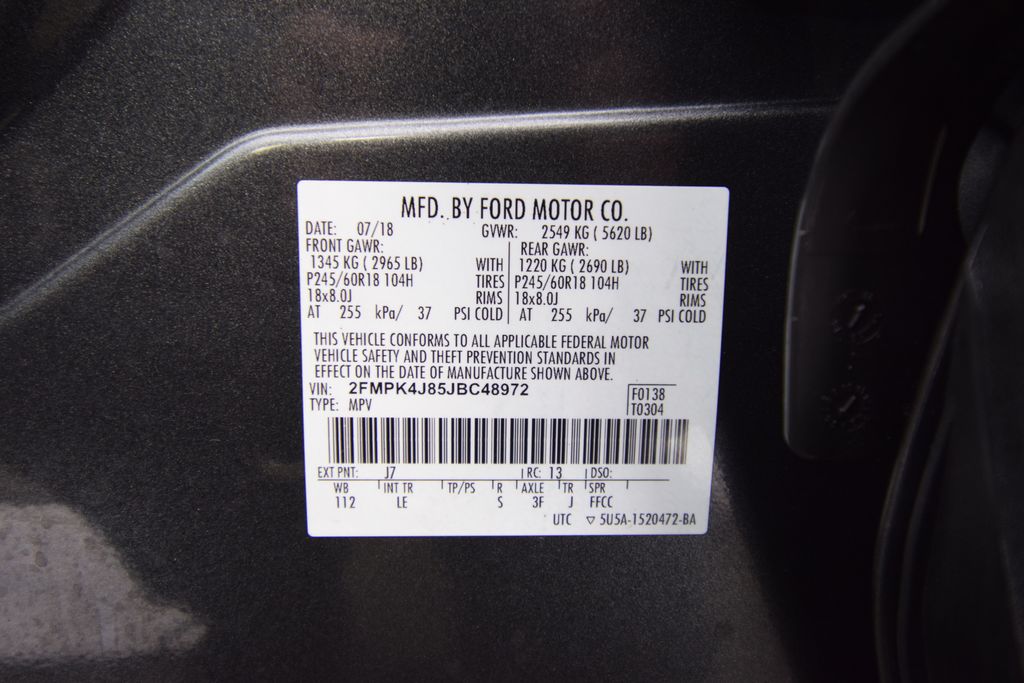 MFD. BY FORD MOTOR CO.
DATE: 07/18 GVWR: 2549 KG ( 5620 LB)
FRONT GAWR: REAR GAWR:
1345 KG ( 2965 LB) WITH 1220 KG ( 2690 LB) WITH
P245/60R18 104H TIRES P245/60R18 104H TIRES
18x8.0J RIMS 18x8.0J RIMS
AT 255 kPa/ 37 PSI COLD AT 255 kPa/ 37 PSI COLD
THIS VEHICLE CONFORMS TO ALL APPLICABLE FEDERAL MOTOR
VEHICLE SAFETY AND THEFT PREVENTION STANDARDS IN
EFFECT ON THE DATE OF MANUFACTURE SHOWN ABOVE.
VIN: 2FMPK4J85JBC48972 F0138
TYPE: MPV T0304
EXT PNT: J7 RC: 13 DSO:
WB INT TR TP/PS R AXLE TR SPR
112 LE S 3F J FFCC
UTC ▽ 5U5A-1520472-BA